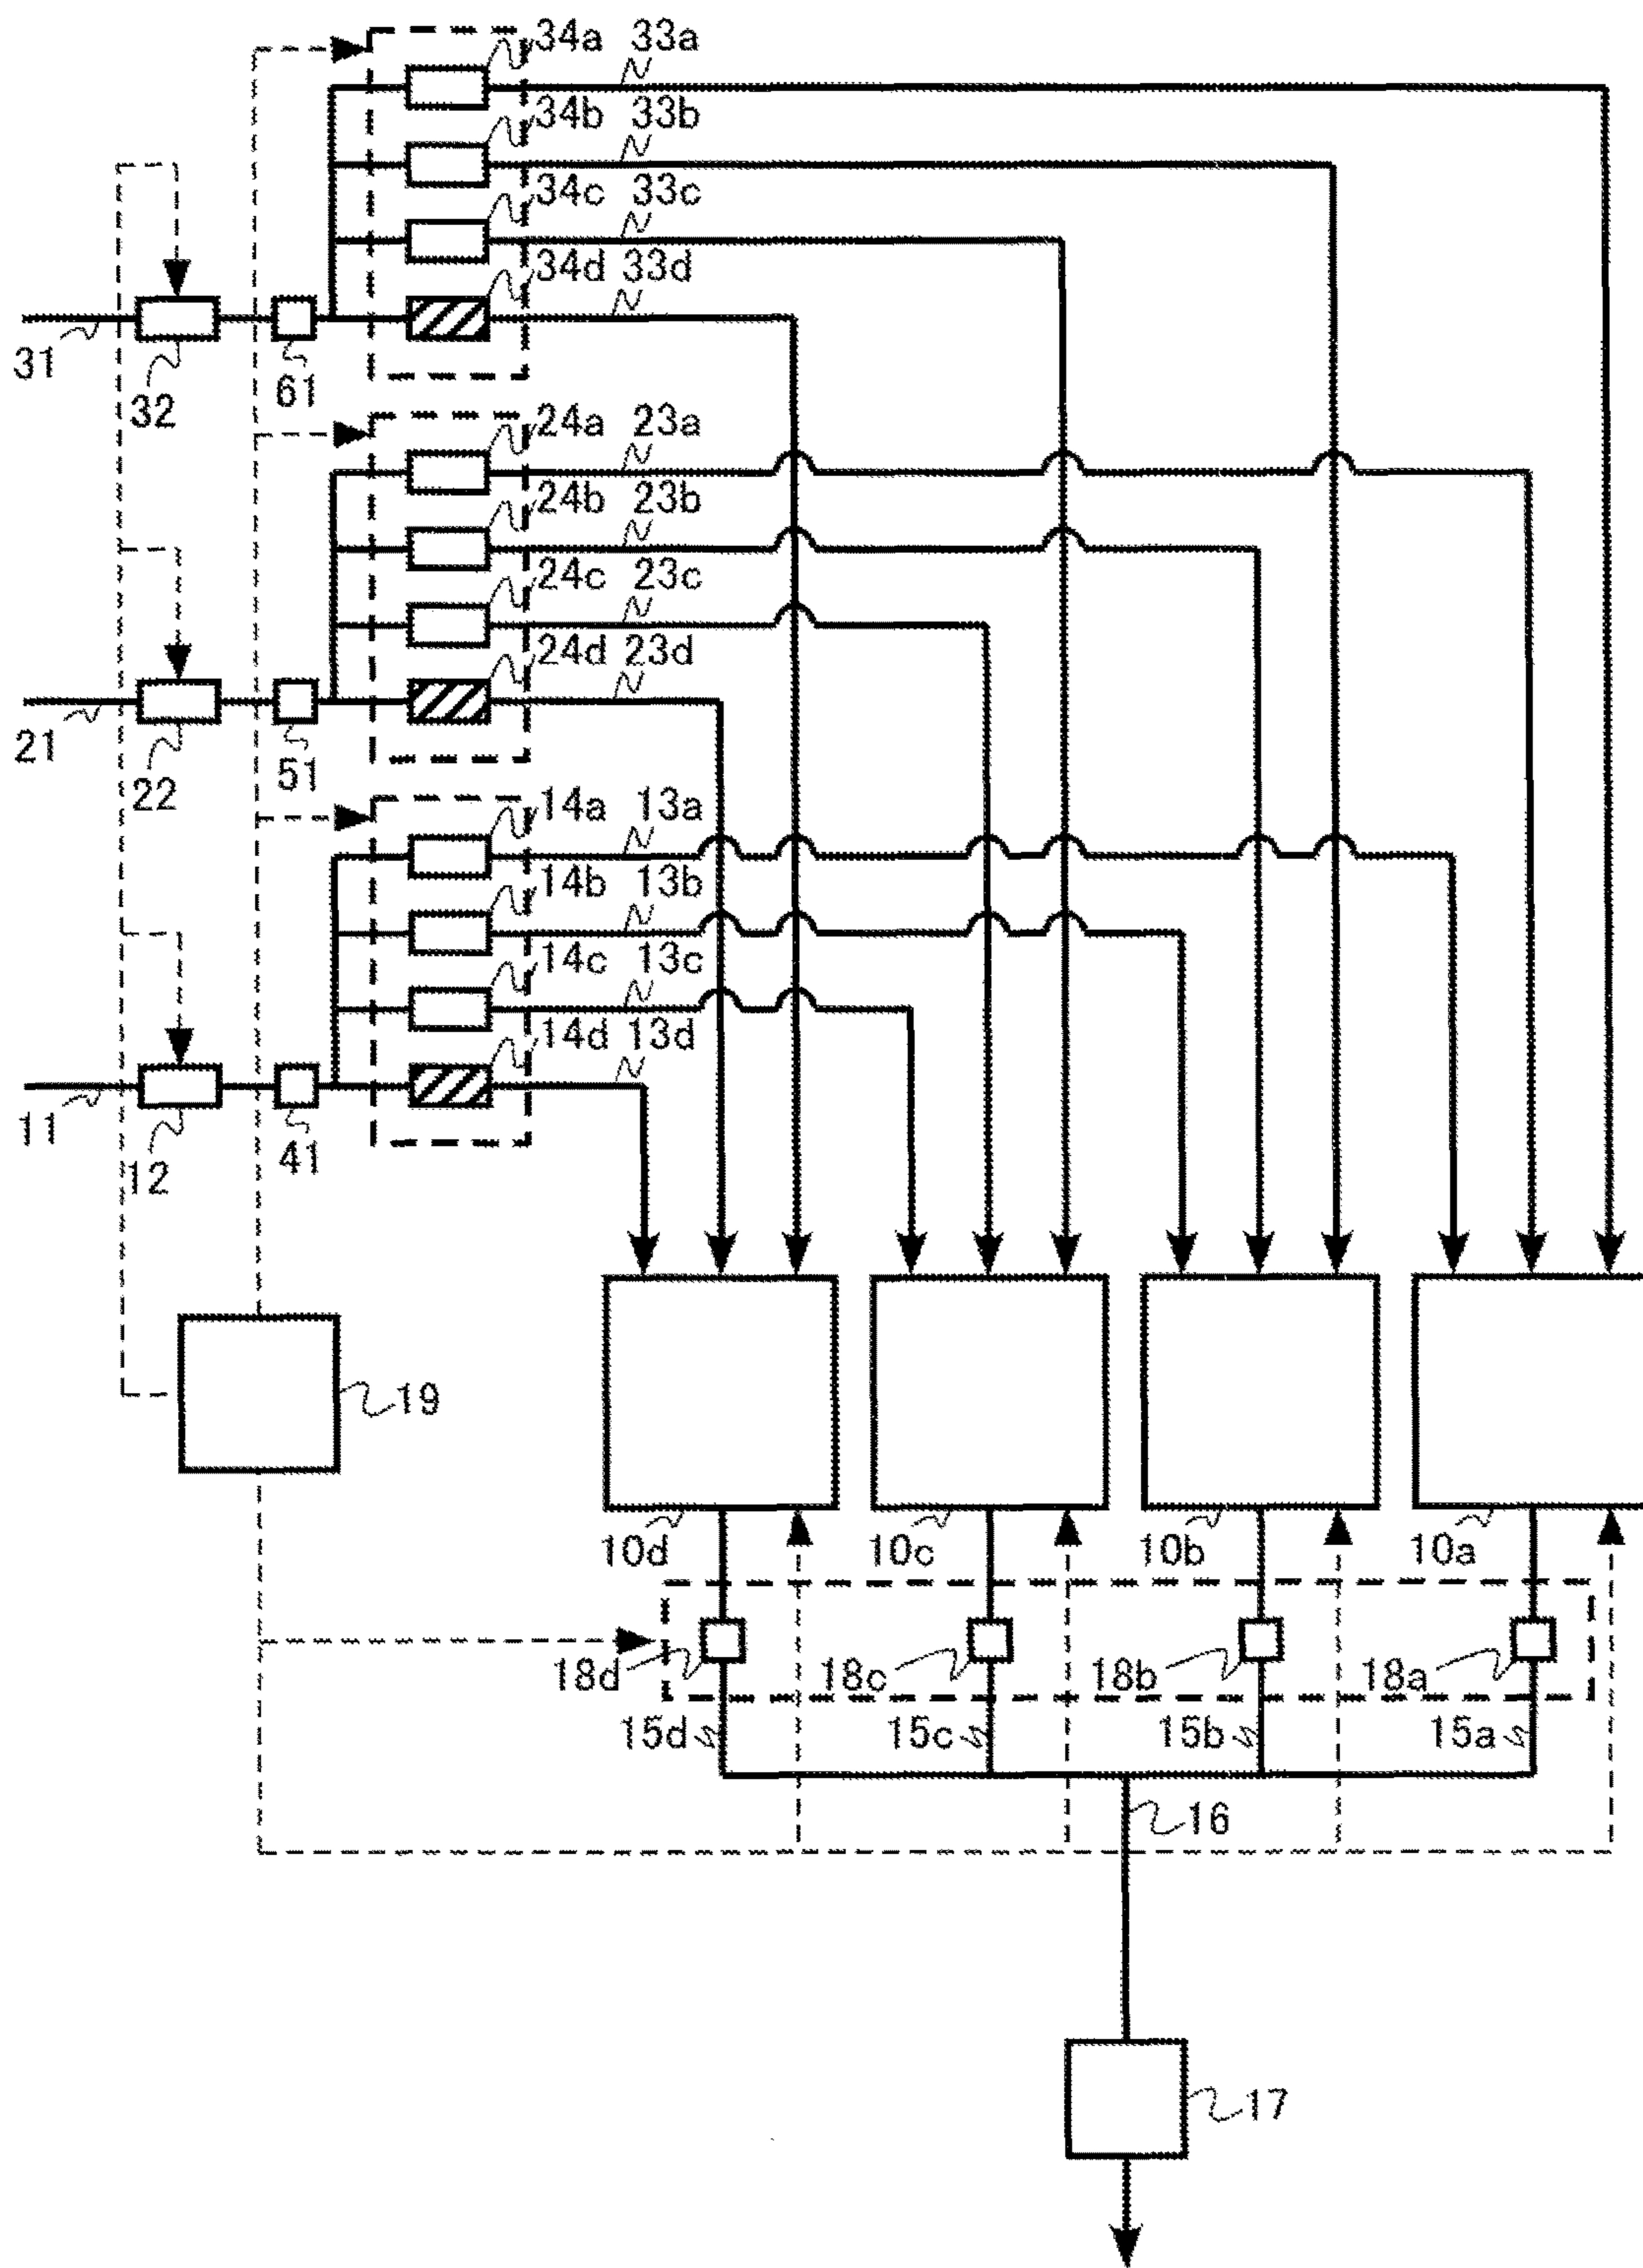 34a 33a
34b 33b
34c 33c
34d 33d
31
32
61
24a 23a
24b 23b
24c 23c
24d 23d
21
22
51
14a 13a
14b 13b
14c 13c
14d 13d
11
12
41
19
10d 10c 10b 10a
18d 18c 18b 18a
15d 15c 15b 15a
16
17